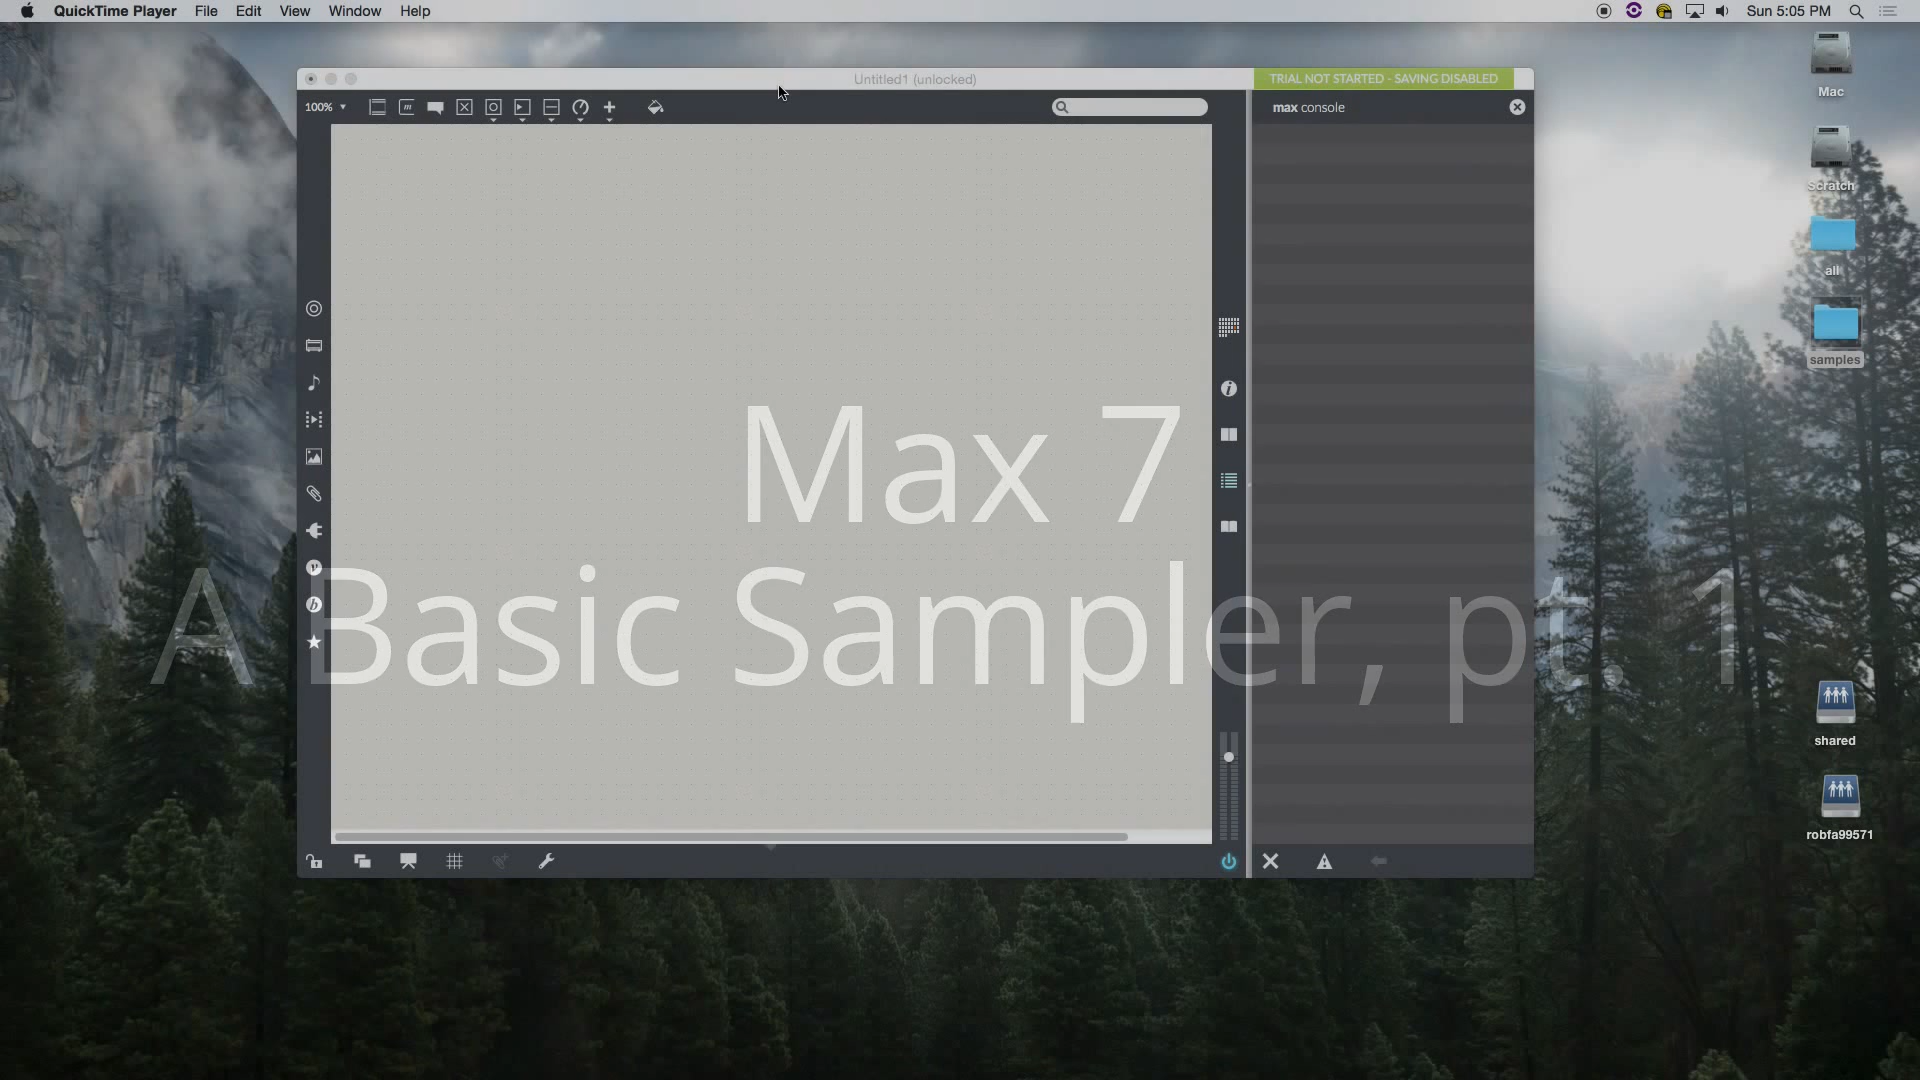 QuickTime Player File Edit View Window Help Sun 5:05 PM
Untitled1 (unlocked)
TRIAL NOT STARTED - SAVING DISABLED
100%
max console
Mac
Scratch
all
samples
Max 7
A Basic Sampler, pt. 1
shared
robfa99571